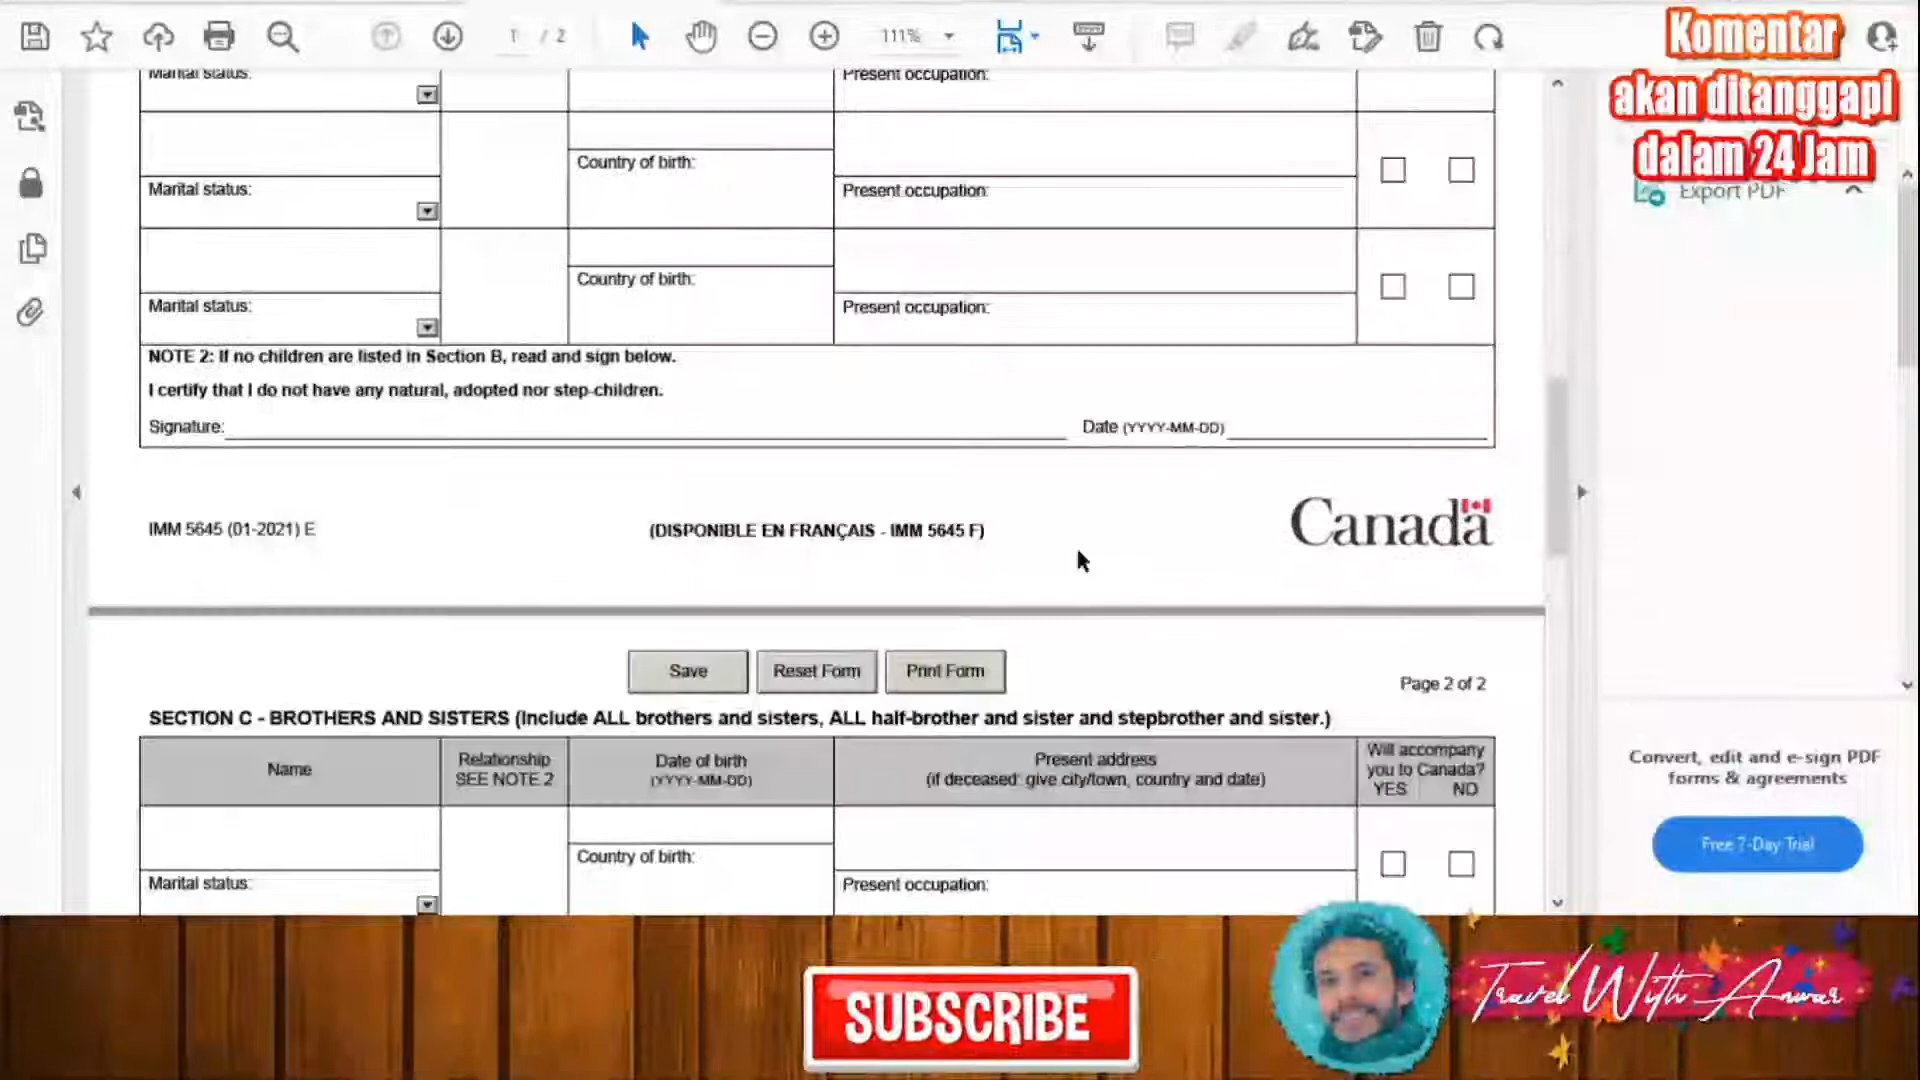 1 / 2
111%
Komentar
akan ditanggapi
dalam 24 Jam
Export PDF
Marital status:
Present occupation:
Country of birth:
Marital status:
Present occupation:
Country of birth:
Marital status:
Present occupation:
NOTE 2: If no children are listed in Section B, read and sign below.
I certify that I do not have any natural, adopted nor step-children.
Signature:
Date (YYYY-MM-DD)
IMM 5645 (01-2021) E
(DISPONIBLE EN FRANÇAIS - IMM 5645 F)
Canada
Save
Reset Form
Print Form
Page 2 of 2
SECTION C - BROTHERS AND SISTERS (Include ALL brothers and sisters, ALL half-brother and sister and stepbrother and sister.)
Name
Relationship
SEE NOTE 2
Date of birth
(YYYY-MM-DD)
Present address
(if deceased: give city/town, country and date)
Will accompany
you to Canada?
YES NO
Country of birth:
Marital status:
Present occupation:
Convert, edit and e-sign PDF
forms & agreements
Free 7-Day Trial
SUBSCRIBE
Travel With Anwar